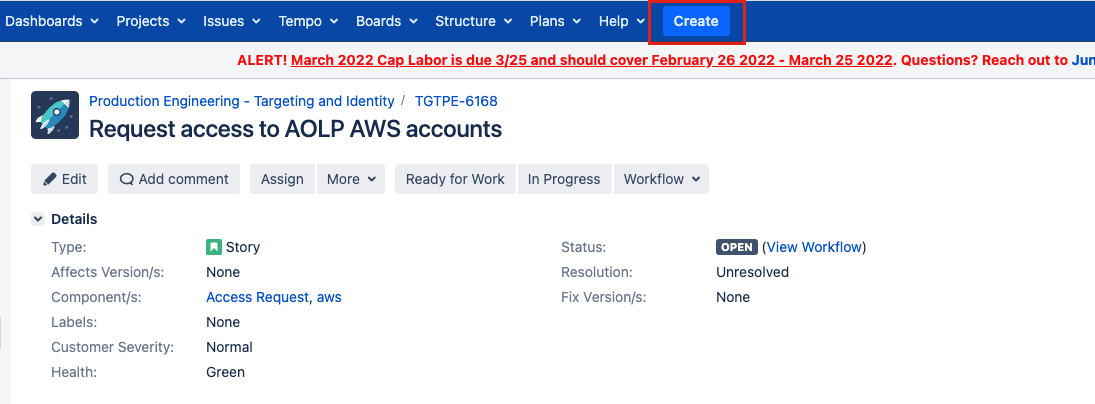 Dashboards Projects Issues Tempo Boards Structure Plans Help Create
ALERT! March 2022 Cap Labor is due 3/25 and should cover February 26 2022 - March 25 2022. Questions? Reach out to Jun
Production Engineering - Targeting and Identity / TGTPE-6168
Request access to AOLP AWS accounts
Edit Add comment Assign More Ready for Work In Progress Workflow
Details
Type: Story Status: OPEN (View Workflow)
Affects Version/s: None Resolution: Unresolved
Component/s: Access Request, aws Fix Version/s: None
Labels: None
Customer Severity: Normal
Health: Green